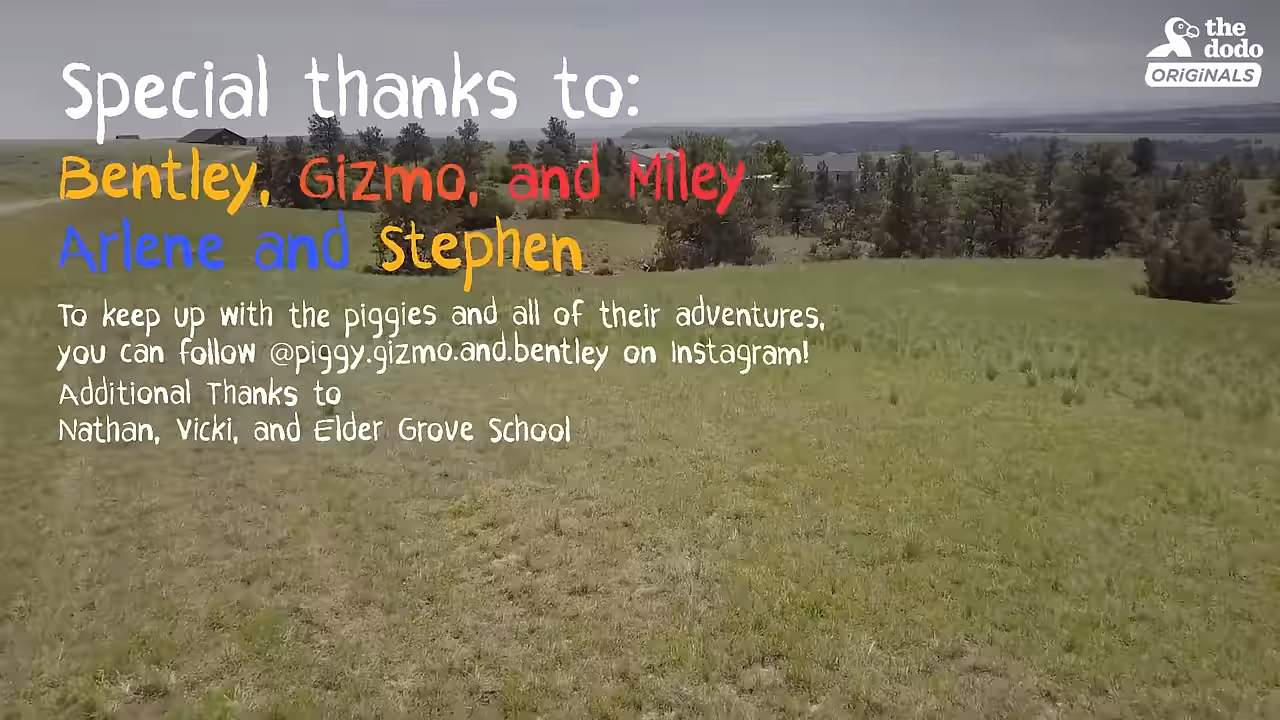 the
dodo
ORiGiNALS
Special thanks to:
Bentley, Gizmo, and Miley
Arlene and Stephen
To keep up with the piggies and all of their adventures,
you can follow @piggy.gizmo.and.bentley on Instagram!
Additional Thanks to
Nathan, Vicki, and Elder Grove School